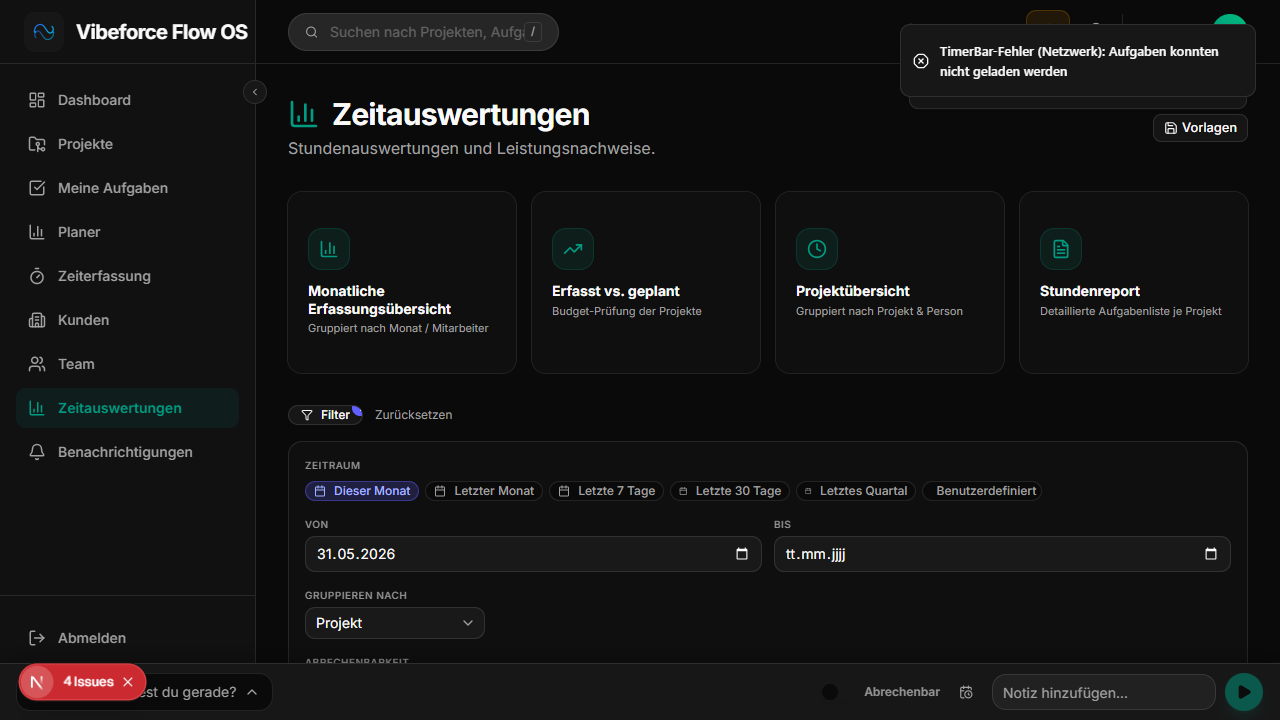 Vibeforce Flow OS
Suchen nach Projekten, Aufga
/
TimerBar-Fehler (Netzwerk): Aufgaben konnten
nicht geladen werden
Dashboard
Projekte
Meine Aufgaben
Planer
Zeiterfassung
Kunden
Team
Zeitauswertungen
Benachrichtigungen
Abmelden
Zeitauswertungen
Stundenauswertungen und Leistungsnachweise.
Vorlagen
Monatliche
Erfassungsübersicht
Gruppiert nach Monat / Mitarbeiter
Erfasst vs. geplant
Budget-Prüfung der Projekte
Projektübersicht
Gruppiert nach Projekt & Person
Stundenreport
Detaillierte Aufgabenliste je Projekt
Filter
Zurücksetzen
ZEITRAUM
Dieser Monat
Letzter Monat
Letzte 7 Tage
Letzte 30 Tage
Letztes Quartal
Benutzerdefiniert
VON
BIS
31.05.2026
tt.mm.jjjj
GRUPPIEREN NACH
Projekt
ABRECHENBARKEIT
N
4 Issues
est du gerade?
Abrechenbar
Notiz hinzufügen...